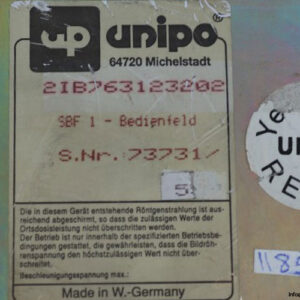 up unipo®
64720 Michelstadt
2IB763123202
SBF 1 - Bedienfeld
S.Nr. 73731/
S
Die in diesem Gerät entstehende Röntgenstrahlung ist aus-
reichend abgeschirmt, so daß die zulässigen Werte der
Ortsdosisleistung nicht überschritten werden.
Der Betrieb ist nur innerhalb der spezifizierten Betriebsbe-
dingungen gestattet, die gewährleisten, dass die Bildröh-
renspannung den höchstzulässigen Wert nicht über-
schreitet.
Beschleunigungsspannung max.:
Made in W.-Germany
Ye
U
RE
1185